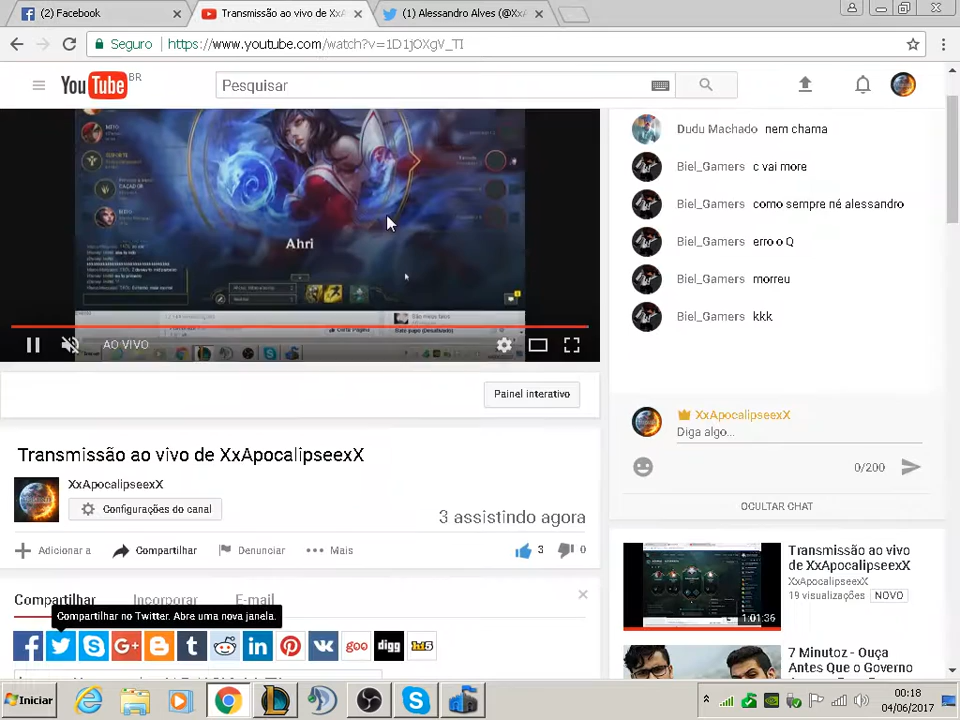 (2) Facebook
Transmissão ao vivo de XxA
(1) Alessandro Alves (@XxA
Seguro
https://www.youtube.com/watch?v=1D1jOXgV_TI
YouTube BR
Pesquisar
Dudu Machado nem chama
Biel_Gamers c vai more
Biel_Gamers como sempre né alessandro
Biel_Gamers erro o Q
Biel_Gamers morreu
Biel_Gamers kkk
Ahri
AO VIVO
Painel interativo
XxApocalipseexX
Diga algo...
0/200
OCULTAR CHAT
Transmissão ao vivo de XxApocalipseexX
XxApocalipseexX
Configurações do canal
3 assistindo agora
Adicionar a
Compartilhar
Denunciar
Mais
3
0
Compartilhar
Incorporar
E-mail
Compartilhar no Twitter. Abre uma nova janela.
goo
digg
hi5
1:01:36
Transmissão ao vivo
de XxApocalipseexX
XxApocalipseexX
19 visualizações NOVO
7 Minutoz - Ouça
Antes Que o Governo
Iniciar
00:18
04/06/2017